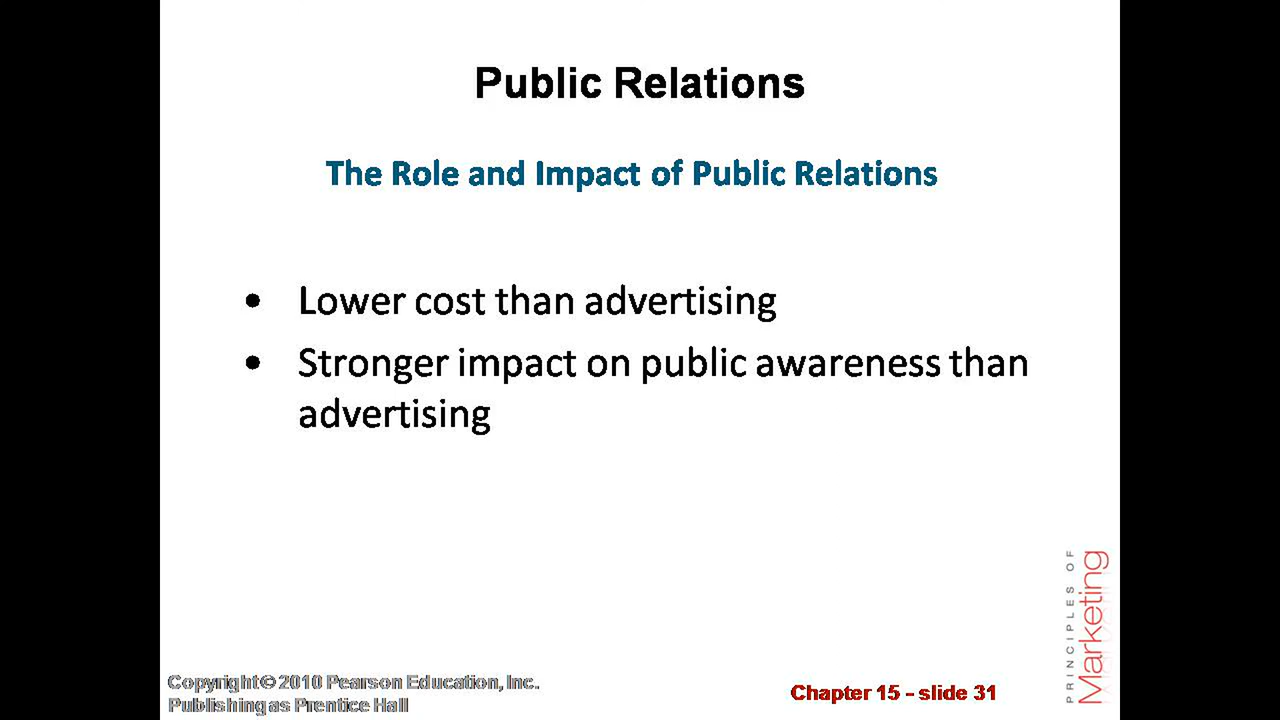 Public Relations
The Role and Impact of Public Relations
• Lower cost than advertising
• Stronger impact on public awareness than
advertising
PRINCIPLES OF
Marketing
Copyright © 2010 Pearson Education, Inc.
Publishing as Prentice Hall
Chapter 15 - slide 31